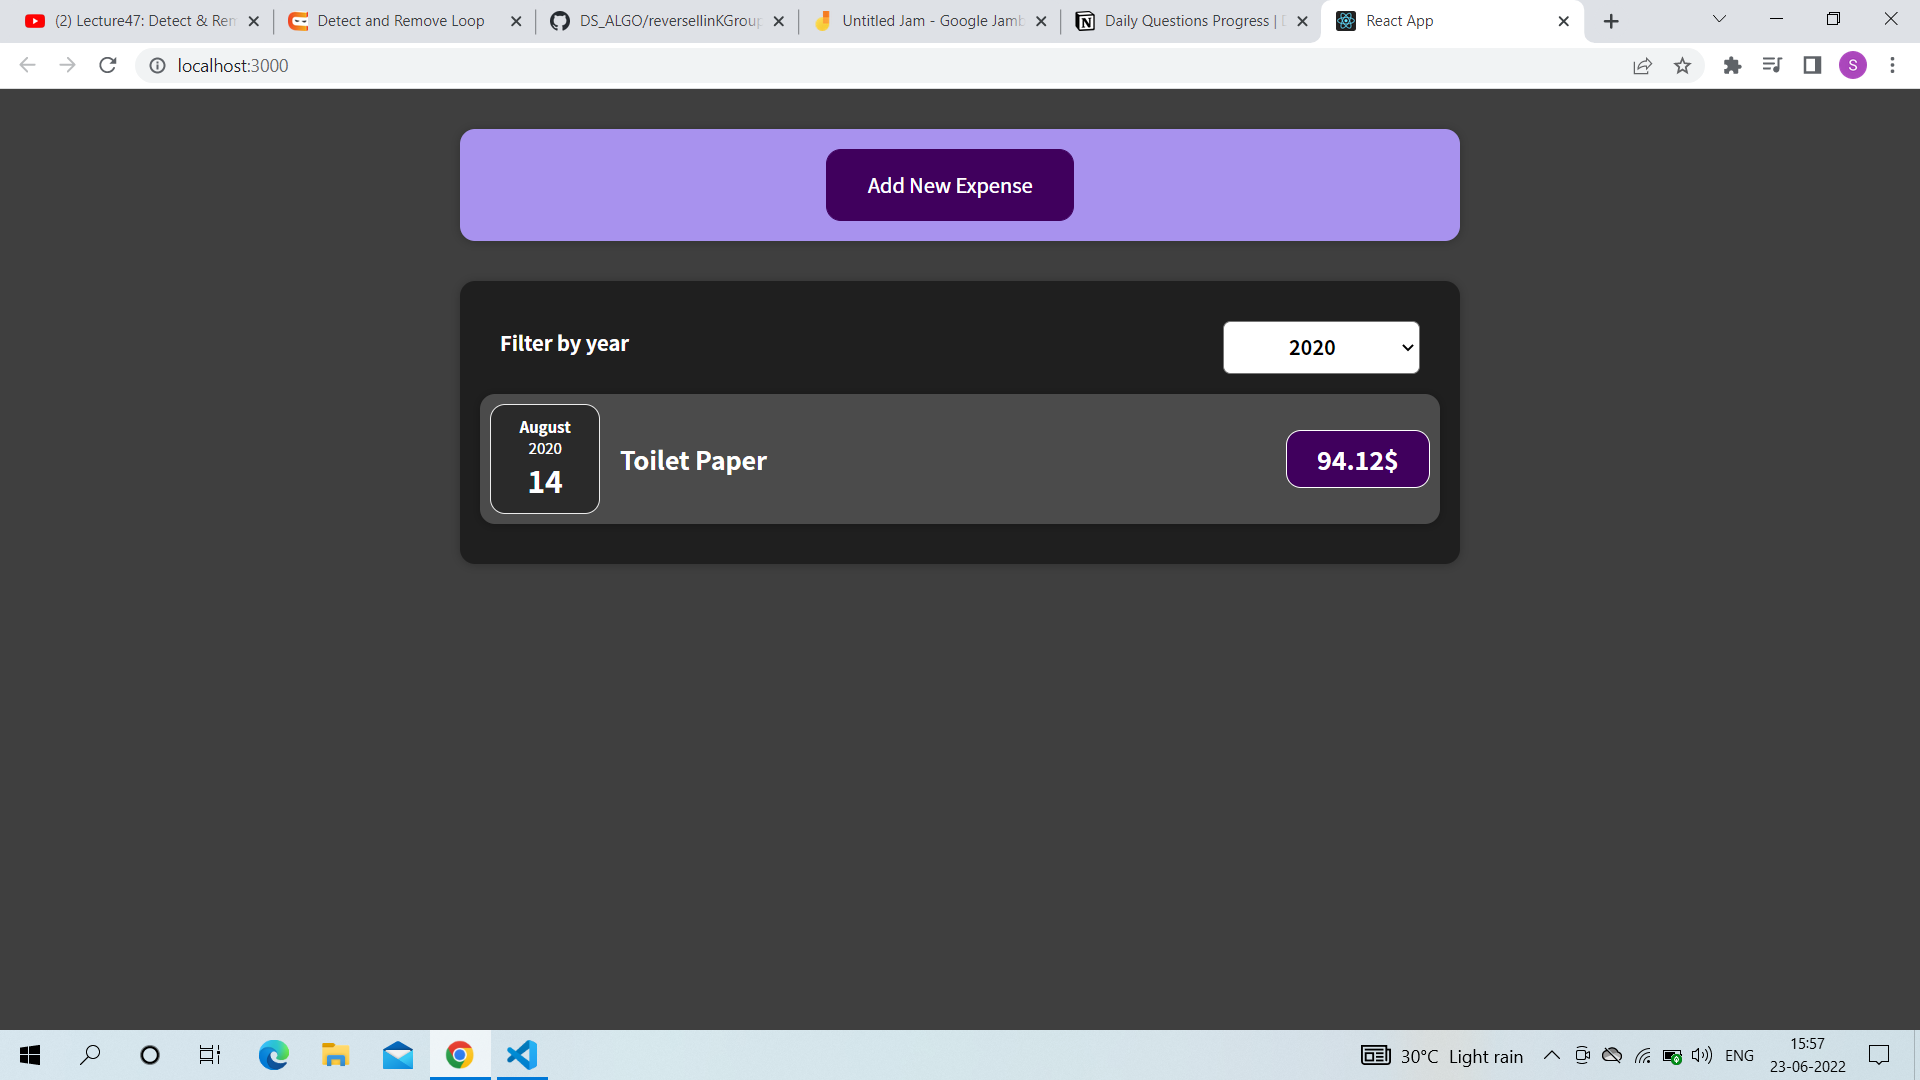 (2) Lecture47: Detect & Rem
Detect and Remove Loop
DS_ALGO/reversellinKGroup
Untitled Jam - Google Jamb
Daily Questions Progress | D
React App
localhost:3000
S
Add New Expense
Filter by year
2020
August
2020
14
Toilet Paper
94.12$
30°C Light rain
ENG
15:57
23-06-2022